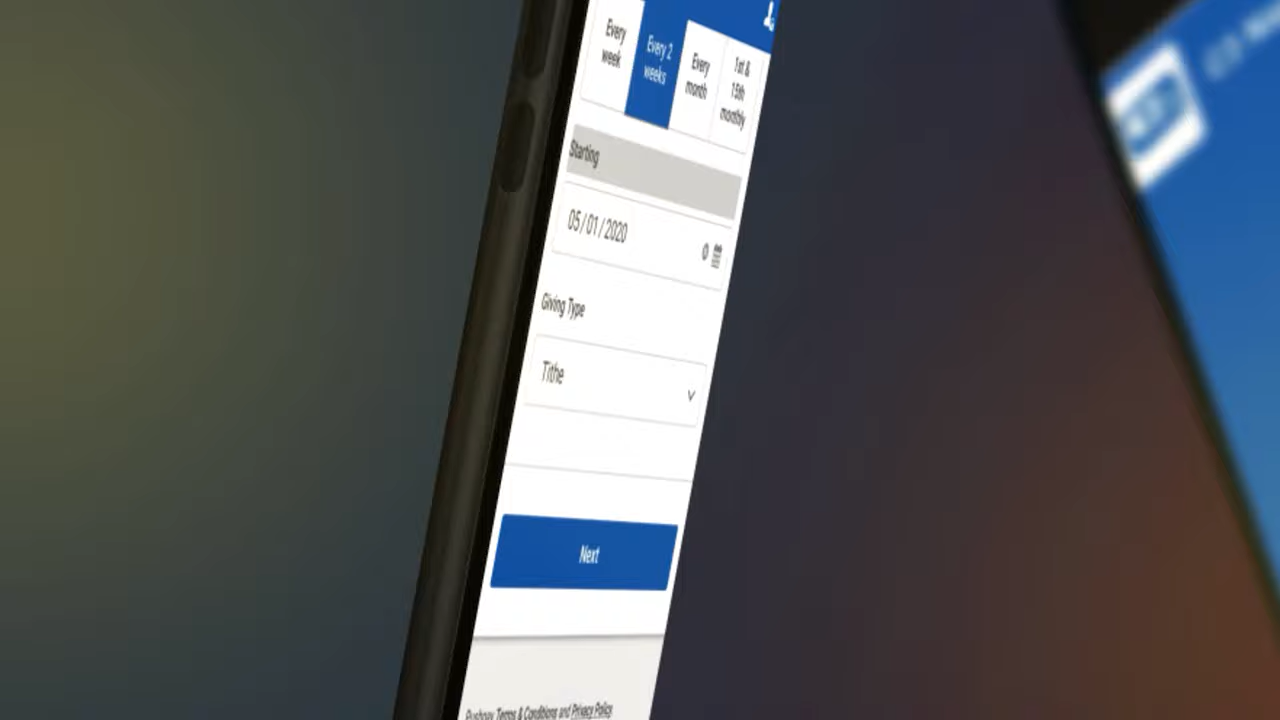 Every week
Every 2 weeks
Every month
1st & 15th monthly
Starting
05/01/2020
Giving Type
Tithe
Next
Pushpay Terms & Conditions and Privacy Policy